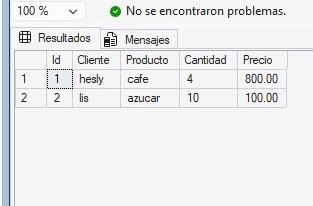 100 % No se encontraron problemas.
Resultados Mensajes
Id Cliente Producto Cantidad Precio
1 1 hesly cafe 4 800.00
2 2 lis azucar 10 100.00